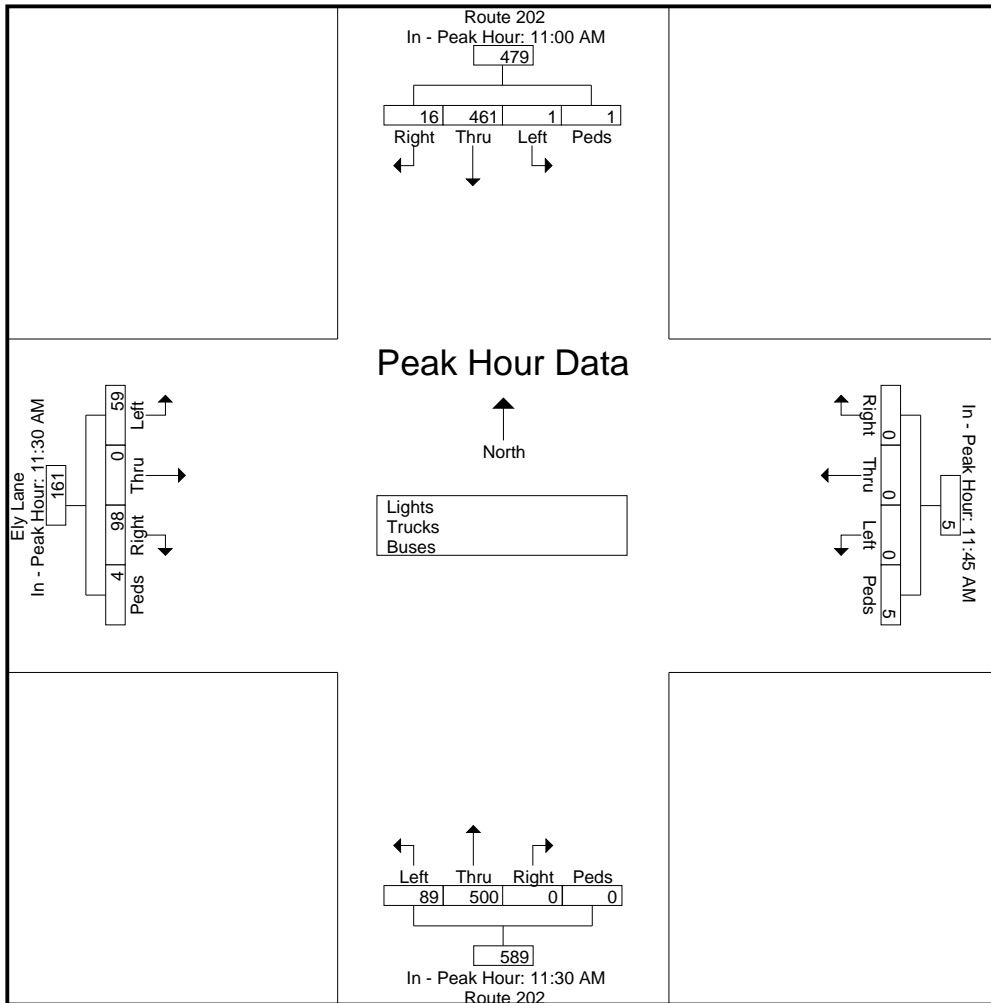 Route 202
In - Peak Hour: 11:00 AM
479
16 461 1 1
Right Thru Left Peds
Peak Hour Data
North
Lights
Trucks
Buses
Ely Lane
In - Peak Hour: 11:30 AM
161
59 0 98 4
Left Thru Right Peds
In - Peak Hour: 11:45 AM
5
0 0 0 5
Right Thru Left Peds
Left Thru Right Peds
89 500 0 0
589
In - Peak Hour: 11:30 AM
Route 202